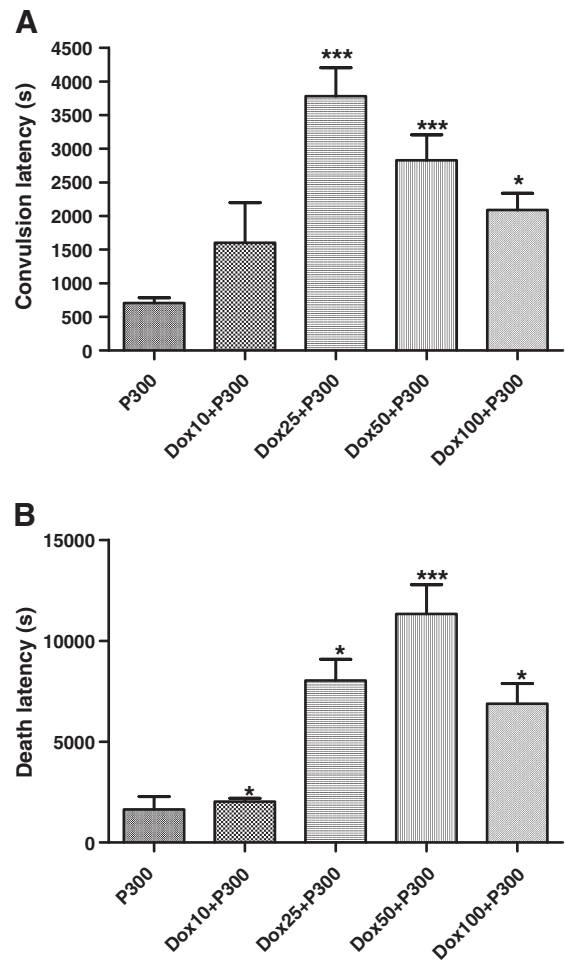 A
Convulsion latency (s)
4500
4000
3500
3000
2500
2000
1500
1000
500
0
***
***
*
P300
Dox10+P300
Dox25+P300
Dox50+P300
Dox100+P300
B
Death latency (s)
15000
10000
5000
0
*
*
***
*
P300
Dox10+P300
Dox25+P300
Dox50+P300
Dox100+P300